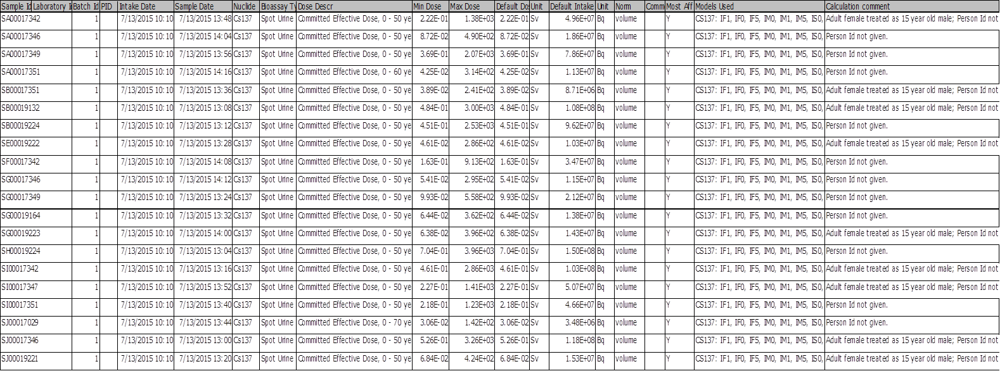 Sample Id Laboratory I Batch Id PID Intake Date Sample Date Nuclide Bioassay Ty Dose Descr Min Dose Max Dose Default Do Unit Default Intake Unit Norm Comm Most Aff Models Used Calculation comment
SA00017342 1 7/13/2015 10:10 7/13/2015 13:48 Cs137 Spot Urine Committed Effective Dose, 0 - 50 ye 2.22E-01 1.38E+03 2.22E-01 Sv 4.96E+07 Bq volume Y CS137: IF1, IF0, IF5, IM0, IM1, IM5, IS0, Adult female treated as 15 year old male; Person Id not
SA00017346 1 7/13/2015 10:10 7/13/2015 14:04 Cs137 Spot Urine Committed Effective Dose, 0 - 50 ye 8.72E-02 4.90E+02 8.72E-02 Sv 1.86E+07 Bq volume Y CS137: IF1, IF0, IF5, IM0, IM1, IM5, IS0, Person Id not given.
SA00017349 1 7/13/2015 10:10 7/13/2015 13:56 Cs137 Spot Urine Committed Effective Dose, 0 - 50 ye 3.69E-01 2.07E+03 3.69E-01 Sv 7.86E+07 Bq volume Y CS137: IF1, IF0, IF5, IM0, IM1, IM5, IS0, Person Id not given.
SA00017351 1 7/13/2015 10:10 7/13/2015 14:16 Cs137 Spot Urine Committed Effective Dose, 0 - 60 ye 4.25E-02 3.14E+02 4.25E-02 Sv 1.13E+07 Bq volume Y CS137: IF1, IF0, IF5, IM0, IM1, IM5, IS0, Person Id not given.
SB00017351 1 7/13/2015 10:10 7/13/2015 13:36 Cs137 Spot Urine Committed Effective Dose, 0 - 50 ye 3.89E-02 2.41E+02 3.89E-02 Sv 8.71E+06 Bq volume Y CS137: IF1, IF0, IF5, IM0, IM1, IM5, IS0, Adult female treated as 15 year old male; Person Id not
SB00019132 1 7/13/2015 10:10 7/13/2015 13:08 Cs137 Spot Urine Committed Effective Dose, 0 - 50 ye 4.84E-01 3.00E+03 4.84E-01 Sv 1.08E+08 Bq volume Y CS137: IF1, IF0, IF5, IM0, IM1, IM5, IS0, Adult female treated as 15 year old male; Person Id not
SB00019224 1 7/13/2015 10:10 7/13/2015 13:12 Cs137 Spot Urine Committed Effective Dose, 0 - 50 ye 4.51E-01 2.53E+03 4.51E-01 Sv 9.62E+07 Bq volume Y CS137: IF1, IF0, IF5, IM0, IM1, IM5, IS0, Person Id not given.
SE00019222 1 7/13/2015 10:10 7/13/2015 13:28 Cs137 Spot Urine Committed Effective Dose, 0 - 50 ye 4.61E-02 2.86E+02 4.61E-02 Sv 1.03E+07 Bq volume Y CS137: IF1, IF0, IF5, IM0, IM1, IM5, IS0, Adult female treated as 15 year old male; Person Id not
SF00017342 1 7/13/2015 10:10 7/13/2015 14:08 Cs137 Spot Urine Committed Effective Dose, 0 - 50 ye 1.63E-01 9.13E+02 1.63E-01 Sv 3.47E+07 Bq volume Y CS137: IF1, IF0, IF5, IM0, IM1, IM5, IS0, Person Id not given.
SG00017346 1 7/13/2015 10:10 7/13/2015 14:12 Cs137 Spot Urine Committed Effective Dose, 0 - 50 ye 5.41E-02 2.95E+02 5.41E-02 Sv 1.15E+07 Bq volume Y CS137: IF1, IF0, IF5, IM0, IM1, IM5, IS0, Person Id not given.
SG00017349 1 7/13/2015 10:10 7/13/2015 13:24 Cs137 Spot Urine Committed Effective Dose, 0 - 50 ye 9.93E-02 5.58E+02 9.93E-02 Sv 2.12E+07 Bq volume Y CS137: IF1, IF0, IF5, IM0, IM1, IM5, IS0, Person Id not given.
SG00019164 1 7/13/2015 10:10 7/13/2015 13:32 Cs137 Spot Urine Committed Effective Dose, 0 - 50 ye 6.44E-02 3.62E+02 6.44E-02 Sv 1.38E+07 Bq volume Y CS137: IF1, IF0, IF5, IM0, IM1, IM5, IS0, Person Id not given.
SG00019223 1 7/13/2015 10:10 7/13/2015 14:00 Cs137 Spot Urine Committed Effective Dose, 0 - 50 ye 6.38E-02 3.96E+02 6.38E-02 Sv 1.43E+07 Bq volume Y CS137: IF1, IF0, IF5, IM0, IM1, IM5, IS0, Adult female treated as 15 year old male; Person Id not
SH00019224 1 7/13/2015 10:10 7/13/2015 13:04 Cs137 Spot Urine Committed Effective Dose, 0 - 50 ye 7.04E-01 3.96E+03 7.04E-01 Sv 1.50E+08 Bq volume Y CS137: IF1, IF0, IF5, IM0, IM1, IM5, IS0, Person Id not given.
SI00017342 1 7/13/2015 10:10 7/13/2015 13:16 Cs137 Spot Urine Committed Effective Dose, 0 - 50 ye 4.61E-01 2.86E+03 4.61E-01 Sv 1.03E+08 Bq volume Y CS137: IF1, IF0, IF5, IM0, IM1, IM5, IS0, Adult female treated as 15 year old male; Person Id not
SI00017347 1 7/13/2015 10:10 7/13/2015 13:52 Cs137 Spot Urine Committed Effective Dose, 0 - 50 ye 2.27E-01 1.41E+03 2.27E-01 Sv 5.07E+07 Bq volume Y CS137: IF1, IF0, IF5, IM0, IM1, IM5, IS0, Adult female treated as 15 year old male; Person Id not
SI00017351 1 7/13/2015 10:10 7/13/2015 13:40 Cs137 Spot Urine Committed Effective Dose, 0 - 50 ye 2.18E-01 1.23E+03 2.18E-01 Sv 4.66E+07 Bq volume Y CS137: IF1, IF0, IF5, IM0, IM1, IM5, IS0, Person Id not given.
SJ00017029 1 7/13/2015 10:10 7/13/2015 13:44 Cs137 Spot Urine Committed Effective Dose, 0 - 70 ye 3.06E-02 1.42E+02 3.06E-02 Sv 3.48E+06 Bq volume Y CS137: IF1, IF0, IF5, IM0, IM1, IM5, IS0, Person Id not given.
SJ00017346 1 7/13/2015 10:10 7/13/2015 13:00 Cs137 Spot Urine Committed Effective Dose, 0 - 50 ye 5.26E-01 3.26E+03 5.26E-01 Sv 1.18E+08 Bq volume Y CS137: IF1, IF0, IF5, IM0, IM1, IM5, IS0, Adult female treated as 15 year old male; Person Id not
SJ00019221 1 7/13/2015 10:10 7/13/2015 13:20 Cs137 Spot Urine Committed Effective Dose, 0 - 50 ye 6.84E-02 4.24E+02 6.84E-02 Sv 1.53E+07 Bq volume Y CS137: IF1, IF0, IF5, IM0, IM1, IM5, IS0, Adult female treated as 15 year old male; Person Id not